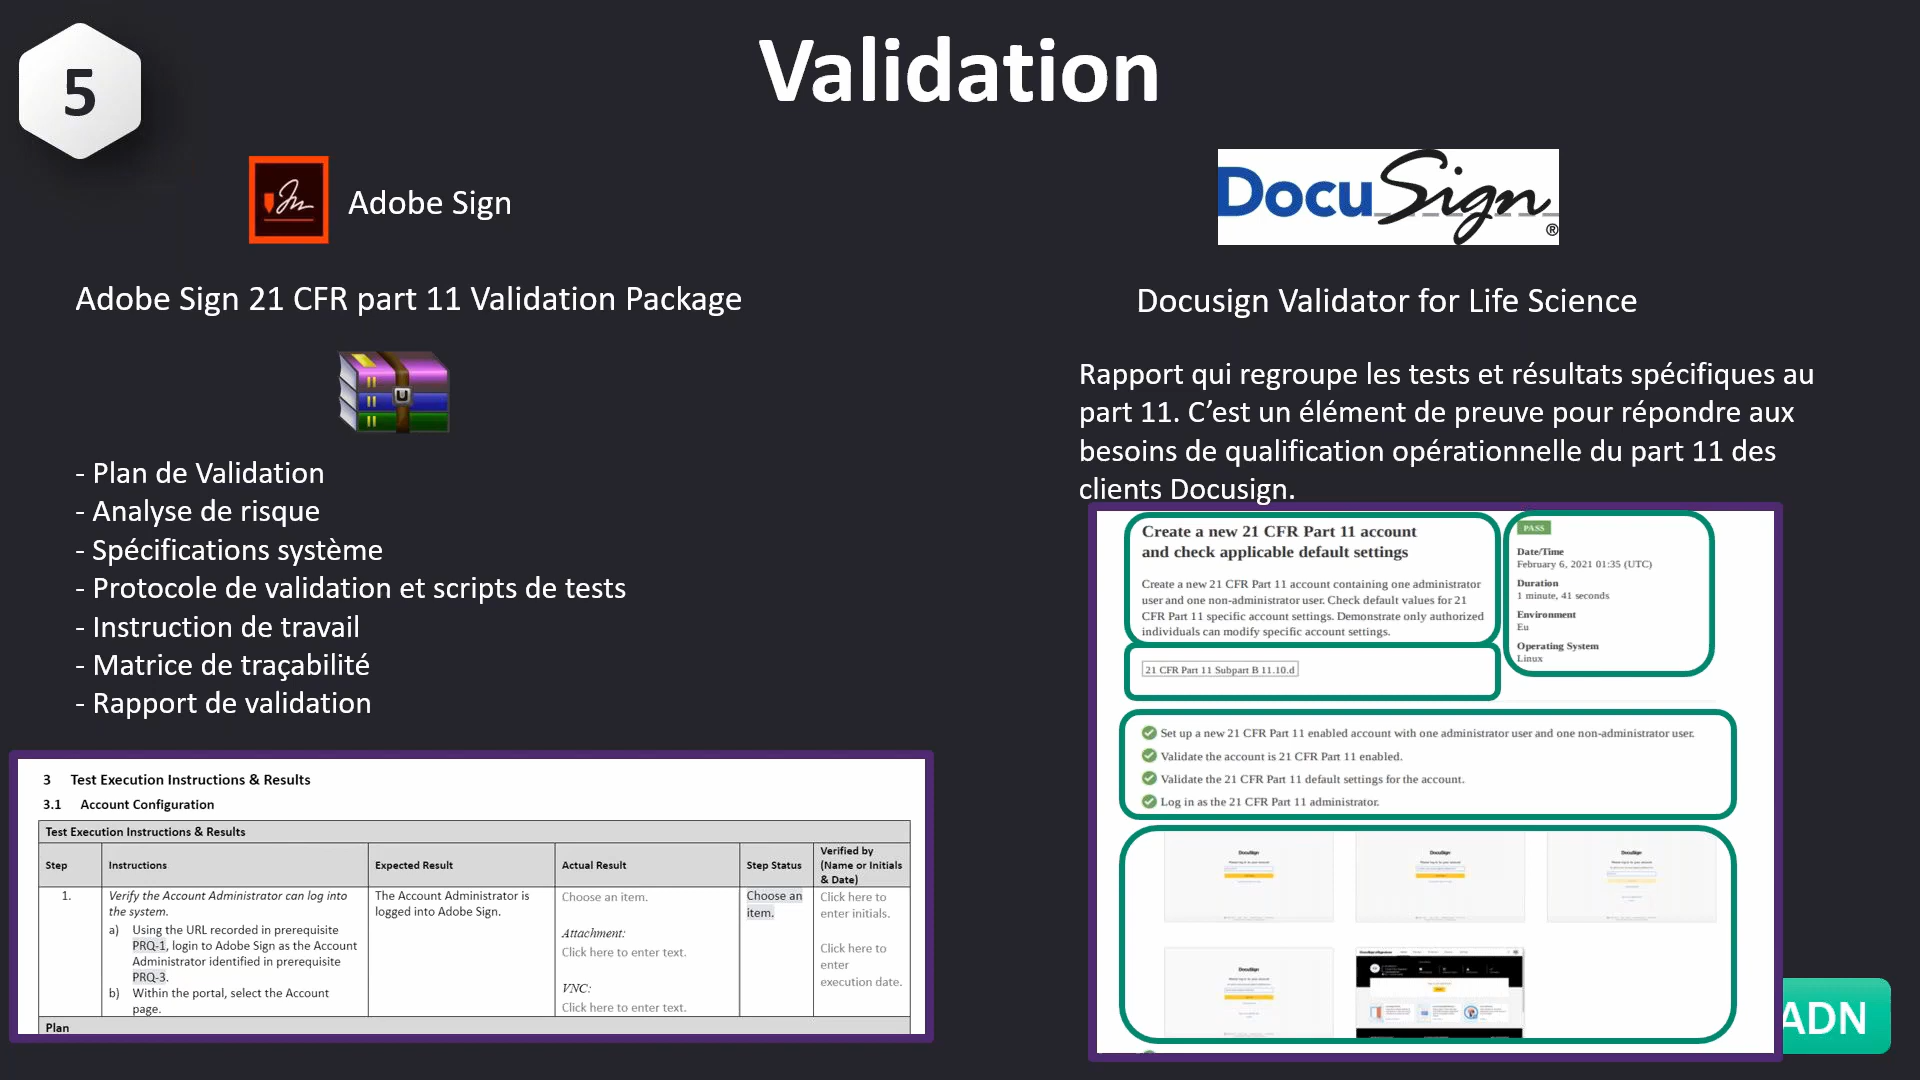 5
Validation
Adobe Sign
Adobe Sign 21 CFR part 11 Validation Package
- Plan de Validation
- Analyse de risque
- Spécifications système
- Protocole de validation et scripts de tests
- Instruction de travail
- Matrice de traçabilité
- Rapport de validation
3 Test Execution Instructions & Results
3.1 Account Configuration
Test Execution Instructions & Results
Step Instructions Expected Result Actual Result Step Status Verified by (Name or Initials & Date)
1.
Verify the Account Administrator can log into
the system.
a) Using the URL recorded in prerequisite
PRQ-1, login to Adobe Sign as the Account
Administrator identified in prerequisite
PRQ-3.
b) Within the portal, select the Account
page.
The Account Administrator is
logged into Adobe Sign.
Choose an item.
Attachment:
Click here to enter text.
VNC:
Click here to enter text.
Choose an
item.
Click here to
enter initials.
Click here to
enter
execution date.
Plan
DocuSign®
Docusign Validator for Life Science
Rapport qui regroupe les tests et résultats spécifiques au
part 11. C’est un élément de preuve pour répondre aux
besoins de qualification opérationnelle du part 11 des
clients Docusign.
Create a new 21 CFR Part 11 account
and check applicable default settings
Create a new 21 CFR Part 11 account containing one administrator
user and one non-administrator user. Check default values for 21
CFR Part 11 specific account settings. Demonstrate only authorized
individuals can modify specific account settings.
21 CFR Part 11 Subpart B 11.10.d
PASS
Date/Time
February 6, 2021 01:35 (UTC)
Duration
1 minute, 41 seconds
Environment
Eu
Operating System
Linux
Set up a new 21 CFR Part 11 enabled account with one administrator user and one non-administrator user.
Validate the account is 21 CFR Part 11 enabled.
Validate the 21 CFR Part 11 default settings for the account.
Log in as the 21 CFR Part 11 administrator.
DocuSign
DocuSign
DocuSign
DocuSign
ADN